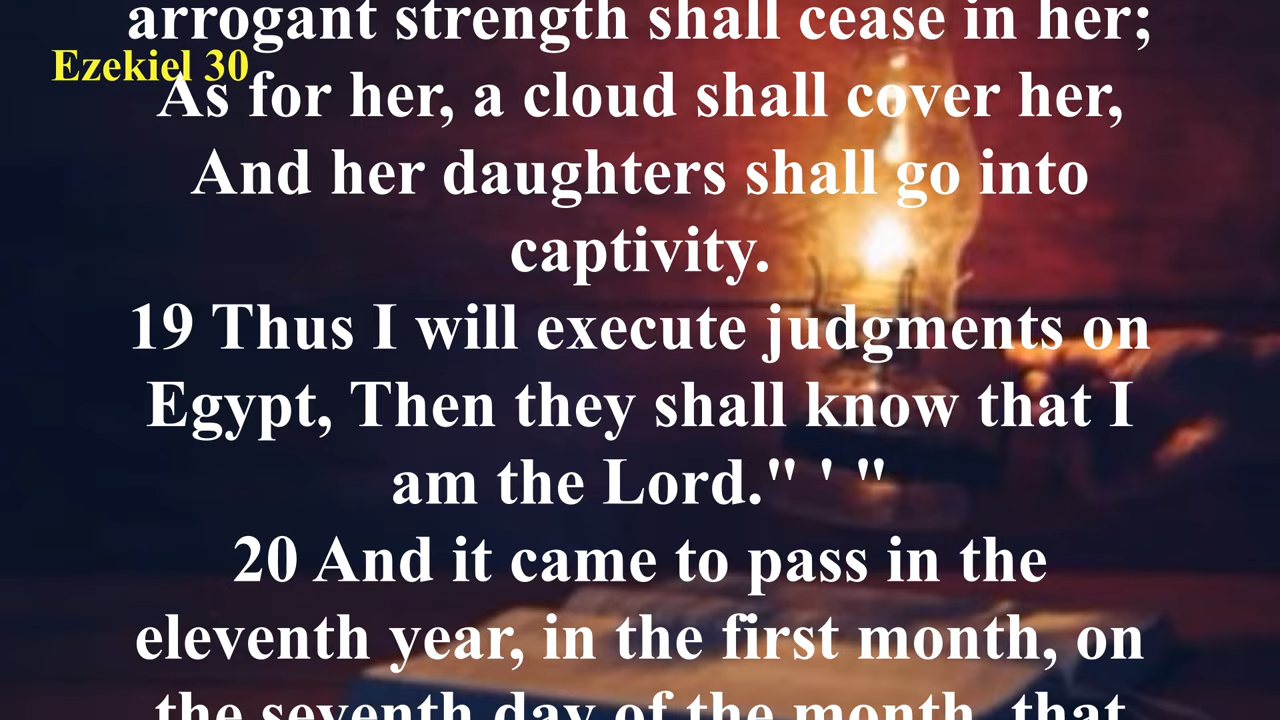 arrogant strength shall cease in her;
Ezekiel 30
As for her, a cloud shall cover her,
And her daughters shall go into
captivity.
19 Thus I will execute judgments on
Egypt, Then they shall know that I
am the Lord." ' "
20 And it came to pass in the
eleventh year, in the first month, on
the seventh day of the month, that